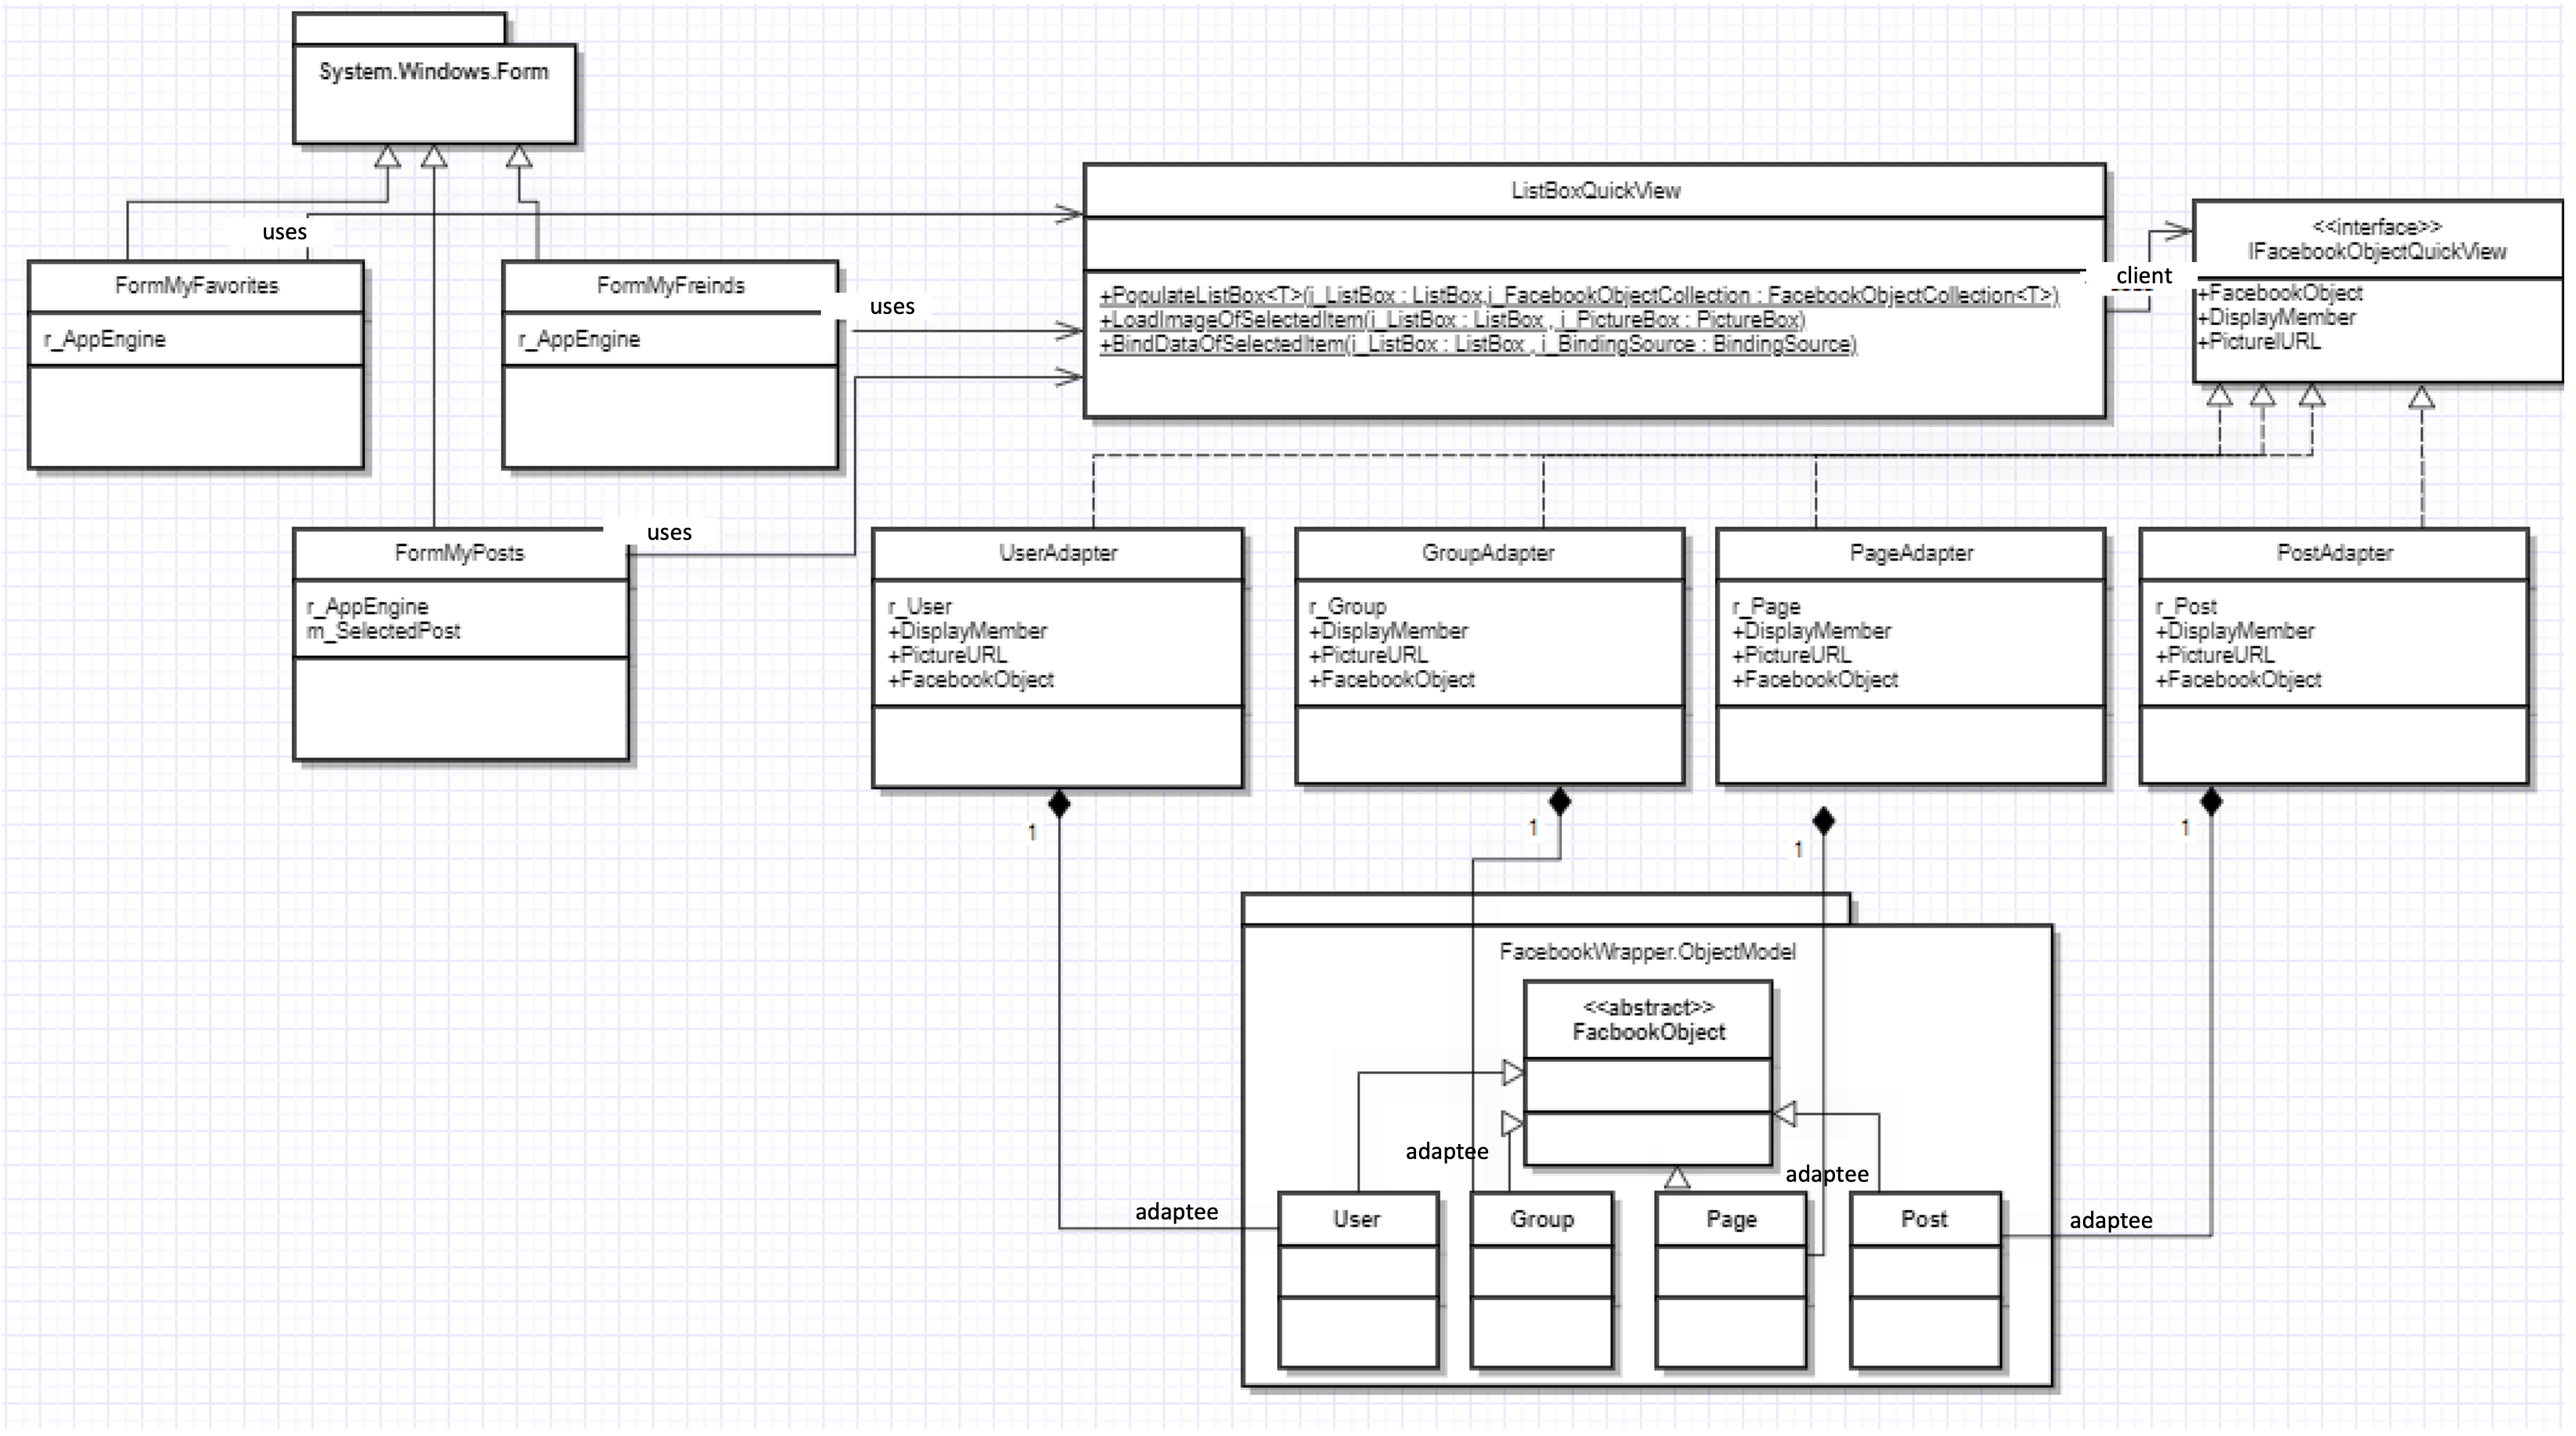 System.Windows.Form
uses
FormMyFavorites
r_AppEngine
FormMyFreinds
r_AppEngine
uses
ListBoxQuickView
+PopulateListBox<T>(i_ListBox : ListBox,i_FacebookObjectCollection : FacebookObjectCollection<T>)
+LoadImageOfSelectedItem(i_ListBox : ListBox , i_PictureBox : PictureBox)
+BindDataOfSelectedItem(i_ListBox : ListBox , i_BindingSource : BindingSource)
client
<<interface>>
IFacebookObjectQuickView
+FacebookObject
+DisplayMember
+PicturelURL
FormMyPosts
r_AppEngine
m_SelectedPost
uses
UserAdapter
r_User
+DisplayMember
+PictureURL
+FacebookObject
GroupAdapter
r_Group
+DisplayMember
+PictureURL
+FacebookObject
PageAdapter
r_Page
+DisplayMember
+PictureURL
+FacebookObject
PostAdapter
r_Post
+DisplayMember
+PictureURL
+FacebookObject
1
1
1
1
FacebookWrapper.ObjectModel
<<abstract>>
FacbookObject
adaptee
adaptee
adaptee
adaptee
User
Group
Page
Post